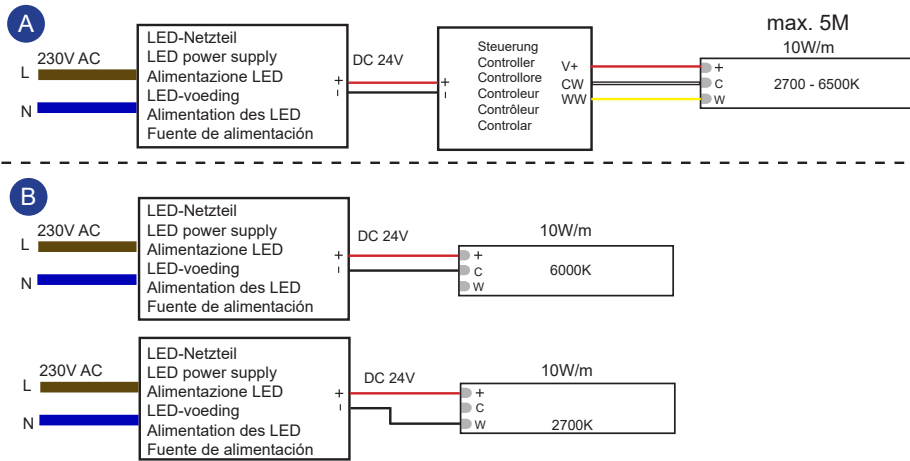 A
L
230V AC
N
LED-Netzteil
LED power supply
Alimentazione LED
LED-voeding
Alimentation des LED
Fuente de alimentación
+
-
DC 24V
+
-
Steuerung
Controller
Controllore
Controleur
Contrôleur
Controlar
V+
CW
WW
max. 5M
10W/m
+
C
W
2700 - 6500K
B
L
230V AC
N
LED-Netzteil
LED power supply
Alimentazione LED
LED-voeding
Alimentation des LED
Fuente de alimentación
+
-
DC 24V
10W/m
+
C
W
6000K
L
230V AC
N
LED-Netzteil
LED power supply
Alimentazione LED
LED-voeding
Alimentation des LED
Fuente de alimentación
+
-
DC 24V
10W/m
+
C
W
2700K